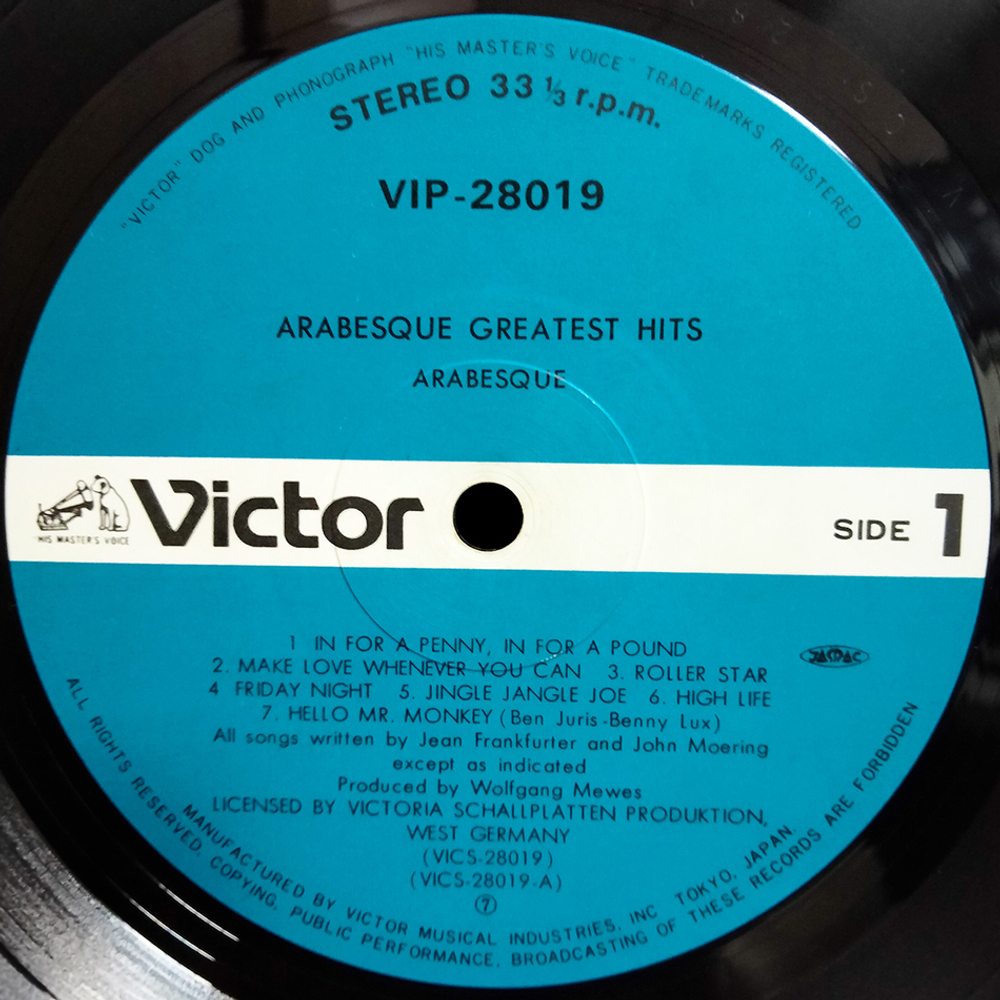 "VICTOR" DOG AND PHONOGRAPH "HIS MASTER'S VOICE" TRADE MARKS REGISTERED
STEREO 33 ⅓ r.p.m.
VIP-28019
ARABESQUE GREATEST HITS
ARABESQUE
HIS MASTER'S VOICE
Victor
SIDE 1
1 IN FOR A PENNY, IN FOR A POUND
2. MAKE LOVE WHENEVER YOU CAN 3. ROLLER STAR
4 FRIDAY NIGHT 5. JINGLE JANGLE JOE 6. HIGH LIFE
7. HELLO MR. MONKEY (Ben Juris-Benny Lux)
JASRAC
All songs written by Jean Frankfurter and John Moering
except as indicated
Produced by Wolfgang Mewes
LICENSED BY VICTORIA SCHALLPLATTEN PRODUKTION,
WEST GERMANY
(VICS-28019)
(VICS-28019-A)
⑦
MANUFACTURED BY VICTOR MUSICAL INDUSTRIES, INC TOKYO, JAPAN.
ALL RIGHTS RESERVED. COPYING, PUBLIC PERFORMANCE, BROADCASTING OF THESE RECORDS ARE FORBIDDEN